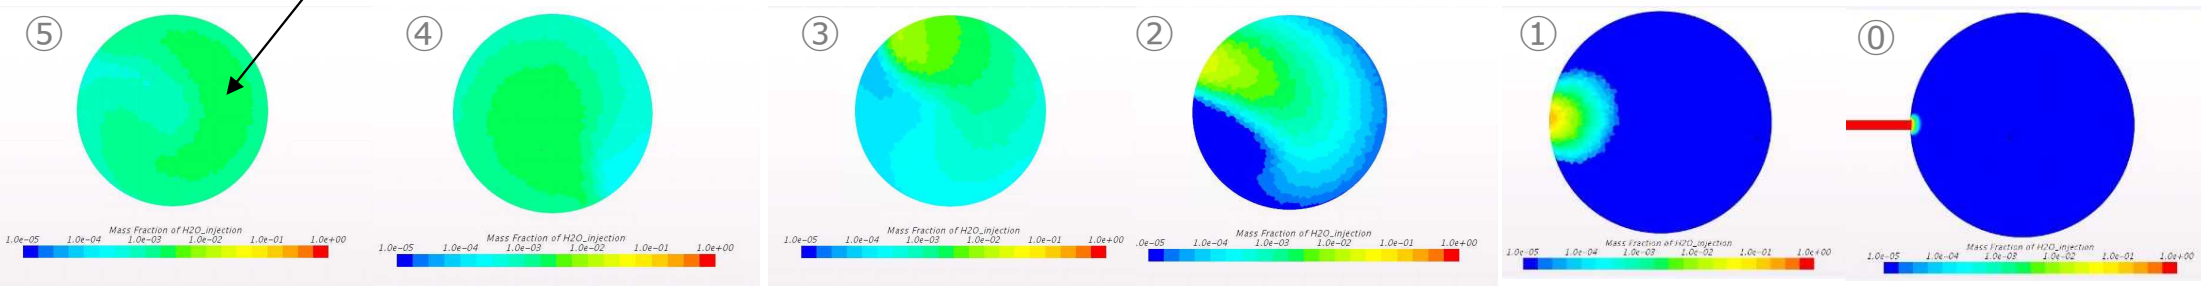 ⑤
④
③
②
①
⓪
Mass Fraction of H2O_injection
1.0e-05 1.0e-04 1.0e-03 1.0e-02 1.0e-01 1.0e+00
Mass Fraction of H2O_injection
1.0e-05 1.0e-04 1.0e-03 1.0e-02 1.0e-01 1.0e+00
Mass Fraction of H2O_injection
1.0e-05 1.0e-04 1.0e-03 1.0e-02 1.0e-01 1.0e+00
Mass Fraction of H2O_injection
.0e-05 1.0e-04 1.0e-03 1.0e-02 1.0e-01 1.0e+00
Mass Fraction of H2O_injection
1.0e-05 1.0e-04 1.0e-03 1.0e-02 1.0e-01 1.0e+00
Mass Fraction of H2O_injection
1.0e-05 1.0e-04 1.0e-03 1.0e-02 1.0e-01 1.0e+00